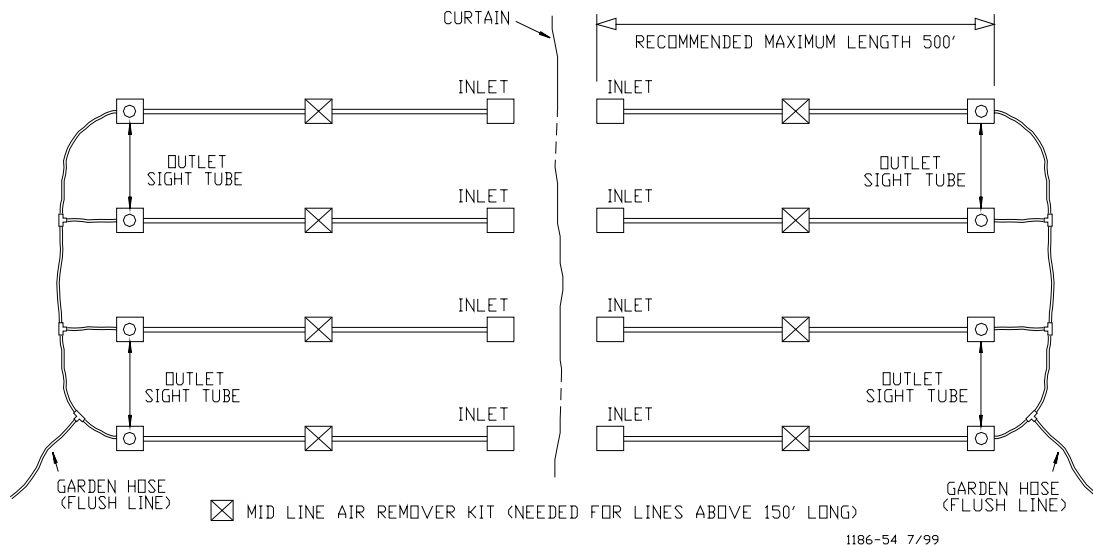 CURTAIN
RECOMMENDED MAXIMUM LENGTH 500'
INLET
INLET
OUTLET
SIGHT TUBE
OUTLET
SIGHT TUBE
INLET
INLET
INLET
INLET
OUTLET
SIGHT TUBE
OUTLET
SIGHT TUBE
INLET
INLET
GARDEN HOSE
(FLUSH LINE)
GARDEN HOSE
(FLUSH LINE)
MID LINE AIR REMOVER KIT (NEEDED FOR LINES ABOVE 150' LONG)
1186-54 7/99